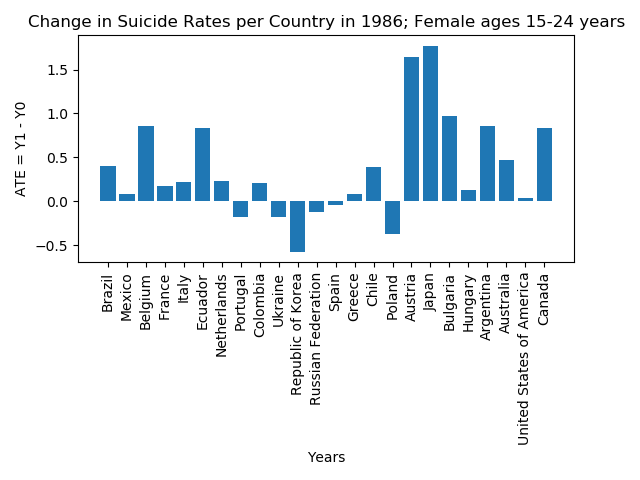 Change in Suicide Rates per Country in 1986; Female ages 15-24 years
ATE = Y1 - Y0
1.5
1.0
0.5
0.0
−0.5
Brazil
Mexico
Belgium
France
Italy
Ecuador
Netherlands
Portugal
Colombia
Ukraine
Republic of Korea
Russian Federation
Spain
Greece
Chile
Poland
Austria
Japan
Bulgaria
Hungary
Argentina
Australia
United States of America
Canada
Years